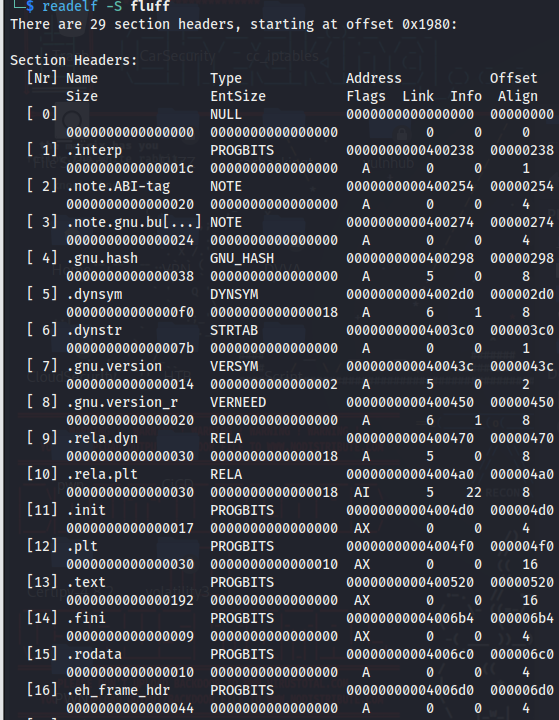 └─$ readelf -S fluff
There are 29 section headers, starting at offset 0x1980:
Section Headers:
[Nr] Name Type Address Offset
Size EntSize Flags Link Info Align
[ 0] NULL 0000000000000000 00000000
0000000000000000 0000000000000000 0 0 0
[ 1] .interp PROGBITS 0000000000400238 00000238
000000000000001c 0000000000000000 A 0 0 1
[ 2] .note.ABI-tag NOTE 0000000000400254 00000254
0000000000000020 0000000000000000 A 0 0 4
[ 3] .note.gnu.bu[...] NOTE 0000000000400274 00000274
0000000000000024 0000000000000000 A 0 0 4
[ 4] .gnu.hash GNU_HASH 0000000000400298 00000298
0000000000000038 0000000000000000 A 5 0 8
[ 5] .dynsym DYNSYM 00000000004002d0 000002d0
00000000000000f0 0000000000000018 A 6 1 8
[ 6] .dynstr STRTAB 00000000004003c0 000003c0
000000000000007b 0000000000000000 A 0 0 1
[ 7] .gnu.version VERSYM 000000000040043c 0000043c
0000000000000014 0000000000000002 A 5 0 2
[ 8] .gnu.version_r VERNEED 0000000000400450 00000450
0000000000000020 0000000000000000 A 6 1 8
[ 9] .rela.dyn RELA 0000000000400470 00000470
0000000000000030 0000000000000018 A 5 0 8
[10] .rela.plt RELA 00000000004004a0 000004a0
0000000000000030 0000000000000018 AI 5 22 8
[11] .init PROGBITS 00000000004004d0 000004d0
0000000000000017 0000000000000000 AX 0 0 4
[12] .plt PROGBITS 00000000004004f0 000004f0
0000000000000030 0000000000000010 AX 0 0 16
[13] .text PROGBITS 0000000000400520 00000520
0000000000000192 0000000000000000 AX 0 0 16
[14] .fini PROGBITS 00000000004006b4 000006b4
0000000000000009 0000000000000000 AX 0 0 4
[15] .rodata PROGBITS 00000000004006c0 000006c0
0000000000000010 0000000000000000 A 0 0 4
[16] .eh_frame_hdr PROGBITS 00000000004006d0 000006d0
0000000000000044 0000000000000000 A 0 0 4